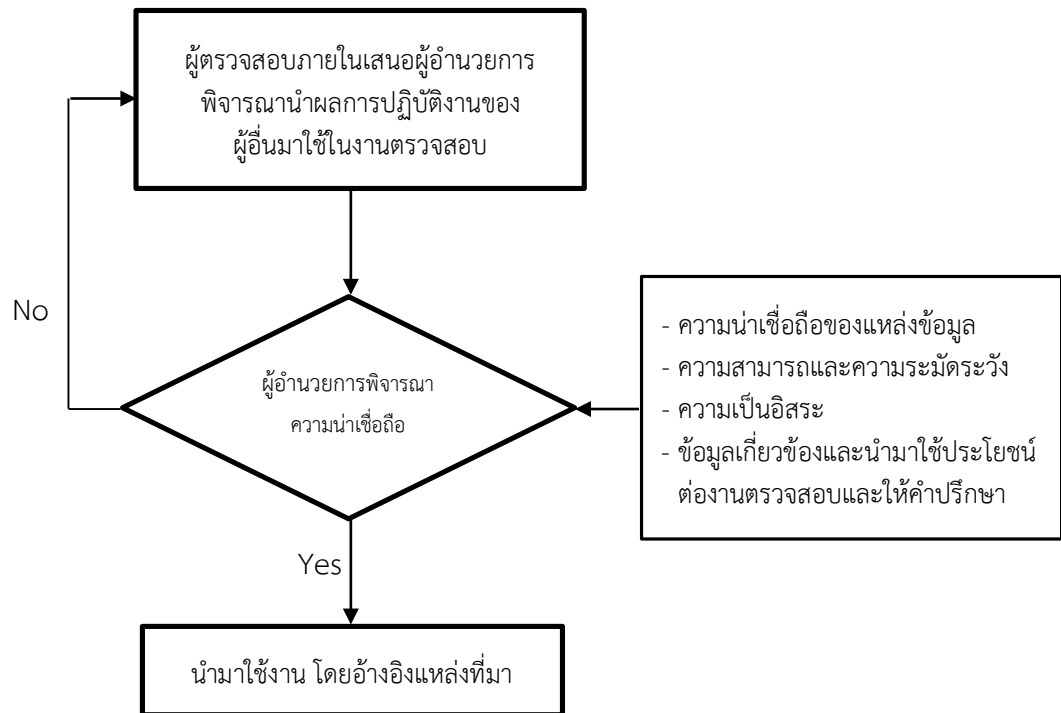 ผู้ตรวจสอบภายในเสนอผู้อำนวยการ
พิจารณานำผลการปฏิบัติงานของ
ผู้อื่นมาใช้ในงานตรวจสอบ
No
ผู้อำนวยการพิจารณา
ความน่าเชื่อถือ
- ความน่าเชื่อถือของแหล่งข้อมูล
- ความสามารถและความระมัดระวัง
- ความเป็นอิสระ
- ข้อมูลเกี่ยวข้องและนำมาใช้ประโยชน์
ต่องานตรวจสอบและให้คำปรึกษา
Yes
นำมาใช้งาน โดยอ้างอิงแหล่งที่มา